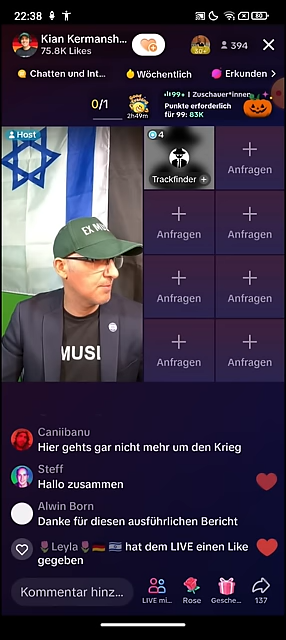 22:38
80
Kian Kermansh...
75.8K Likes
394
Chatten und Int...
Wöchentlich
Erkunden
0/1
2h49m
Zuschauer*innen
Punkte erforderlich
für 99: 83K
Host
4
EX MUS
MUSL
Trackfinder
Anfragen
Anfragen
Anfragen
Anfragen
Anfragen
Anfragen
Anfragen
Caniibanu
Hier gehts gar nicht mehr um den Krieg
Steff
Hallo zusammen
Alwin Born
Danke für diesen ausführlichen Bericht
🌷Leyla🌷🇩🇪 🇮🇱 hat dem LIVE einen Like
gegeben
Kommentar hinz...
LIVE mi...
Rose
Gesche...
137